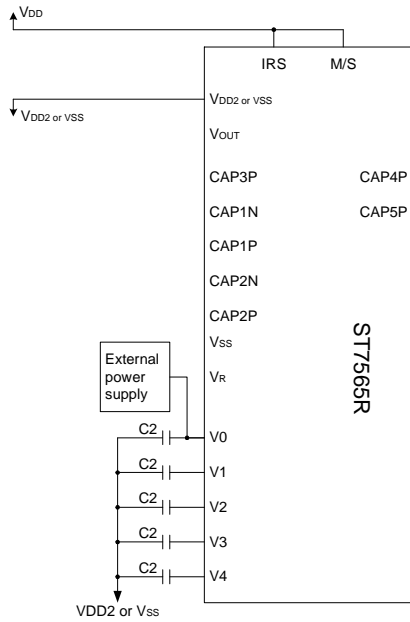 VDD
IRS M/S
VDD2 or VSS
VDD2 or VSS
VOUT
CAP3P CAP4P
CAP1N CAP5P
CAP1P
CAP2N
CAP2P
VSS
ST7565R
External
power
supply
VR
C2 V0
C2 V1
C2 V2
C2 V3
C2 V4
VDD2 or VSS